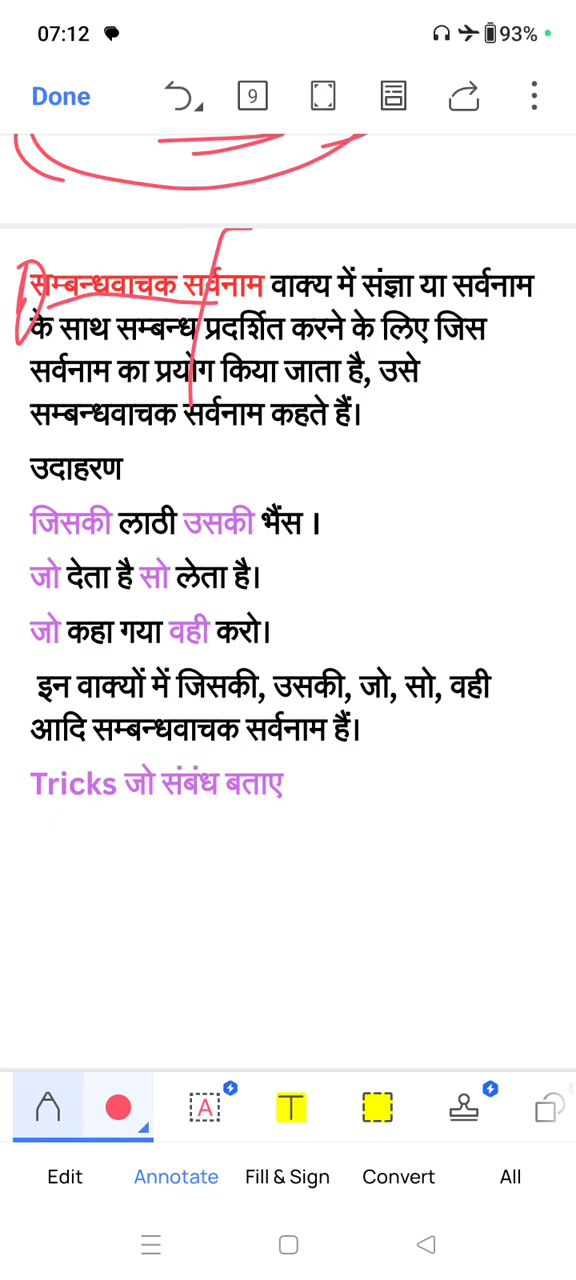 07:12
93%
Done
9
सम्बन्धवाचक सर्वनाम वाक्य में संज्ञा या सर्वनाम
के साथ सम्बन्ध प्रदर्शित करने के लिए जिस
सर्वनाम का प्रयोग किया जाता है, उसे
सम्बन्धवाचक सर्वनाम कहते हैं।
उदाहरण
जिसकी लाठी उसकी भैंस ।
जो देता है सो लेता है।
जो कहा गया वही करो।
इन वाक्यों में जिसकी, उसकी, जो, सो, वही
आदि सम्बन्धवाचक सर्वनाम हैं।
Tricks जो संबंध बताए
A T
Edit Annotate Fill & Sign Convert All